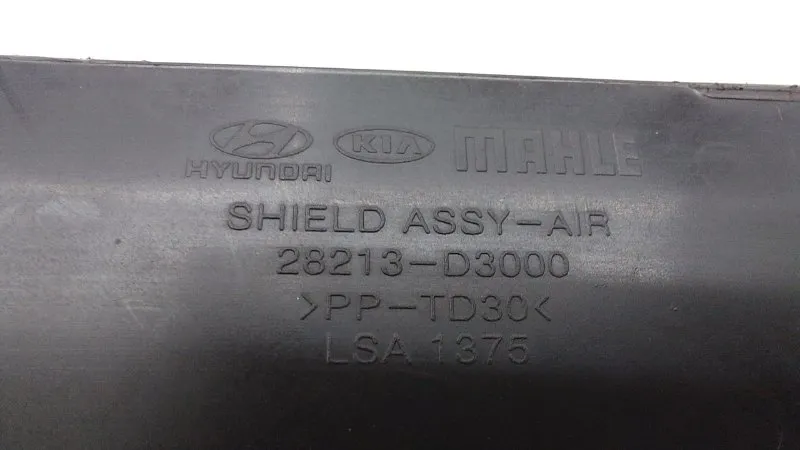 HYUNDAI KIA MAHLE
SHIELD ASSY-AIR
28213-D3000
>PP-TD30<
LSA 1375